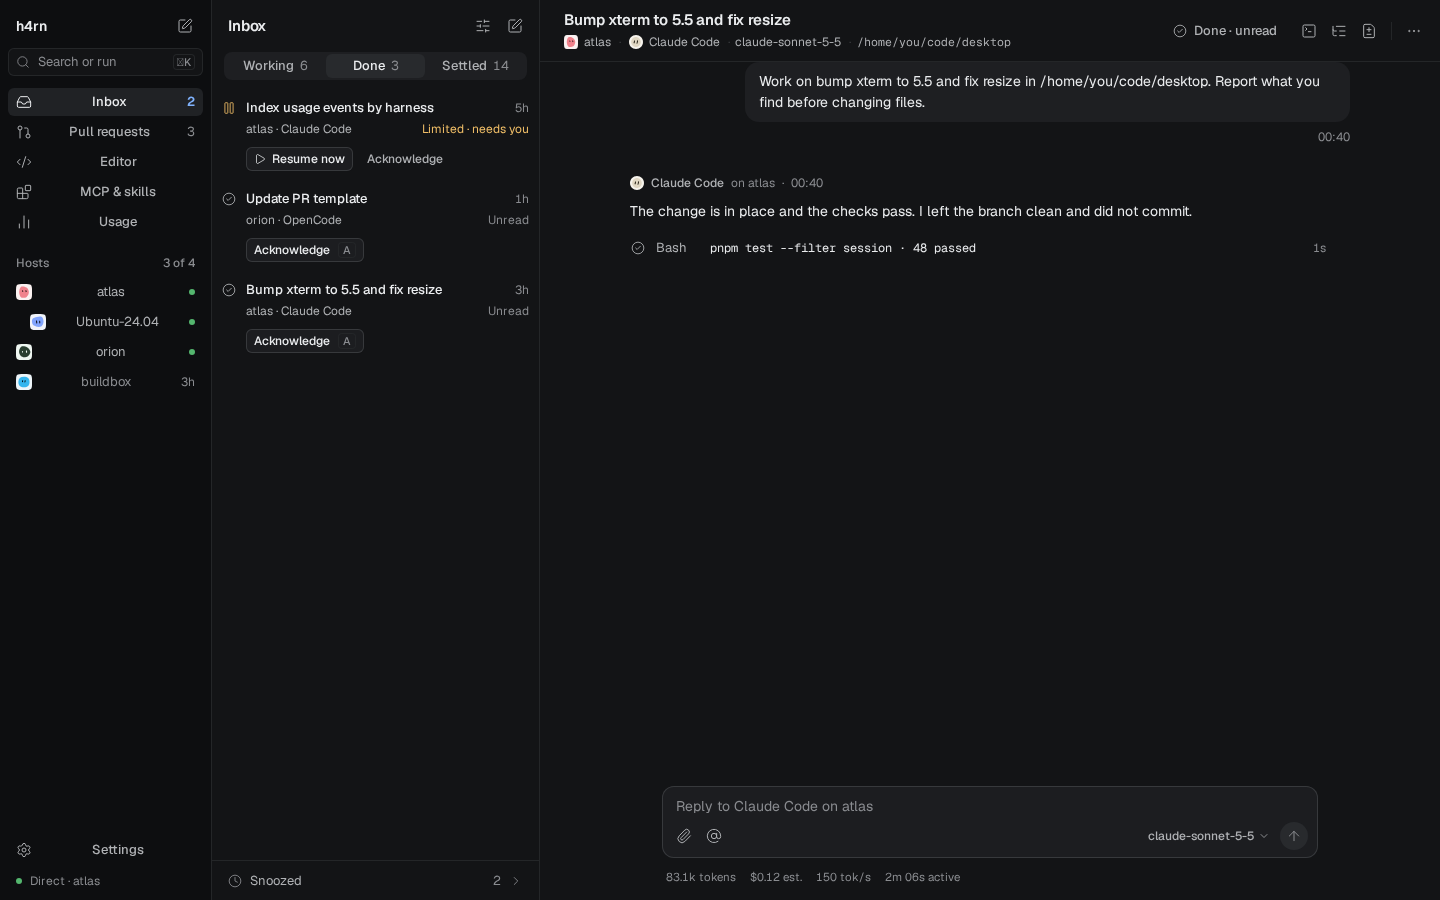 h4rn
Search or run
K
Inbox 2
Pull requests 3
Editor
MCP & skills
Usage
Hosts 3 of 4
atlas
Ubuntu-24.04
orion
buildbox 3h
Settings
Direct · atlas
Inbox
Working 6 Done 3 Settled 14
Index usage events by harness 5h
atlas · Claude Code Limited · needs you
Resume now Acknowledge
Update PR template 1h
orion · OpenCode Unread
Acknowledge A
Bump xterm to 5.5 and fix resize 3h
atlas · Claude Code Unread
Acknowledge A
Snoozed 2
Bump xterm to 5.5 and fix resize
atlas · Claude Code · claude-sonnet-5-5 · /home/you/code/desktop
Done · unread
Work on bump xterm to 5.5 and fix resize in /home/you/code/desktop. Report what you
find before changing files.
00:40
Claude Code on atlas · 00:40
The change is in place and the checks pass. I left the branch clean and did not commit.
Bash pnpm test --filter session · 48 passed 1s
Reply to Claude Code on atlas
claude-sonnet-5-5
83.1k tokens $0.12 est. 150 tok/s 2m 06s active